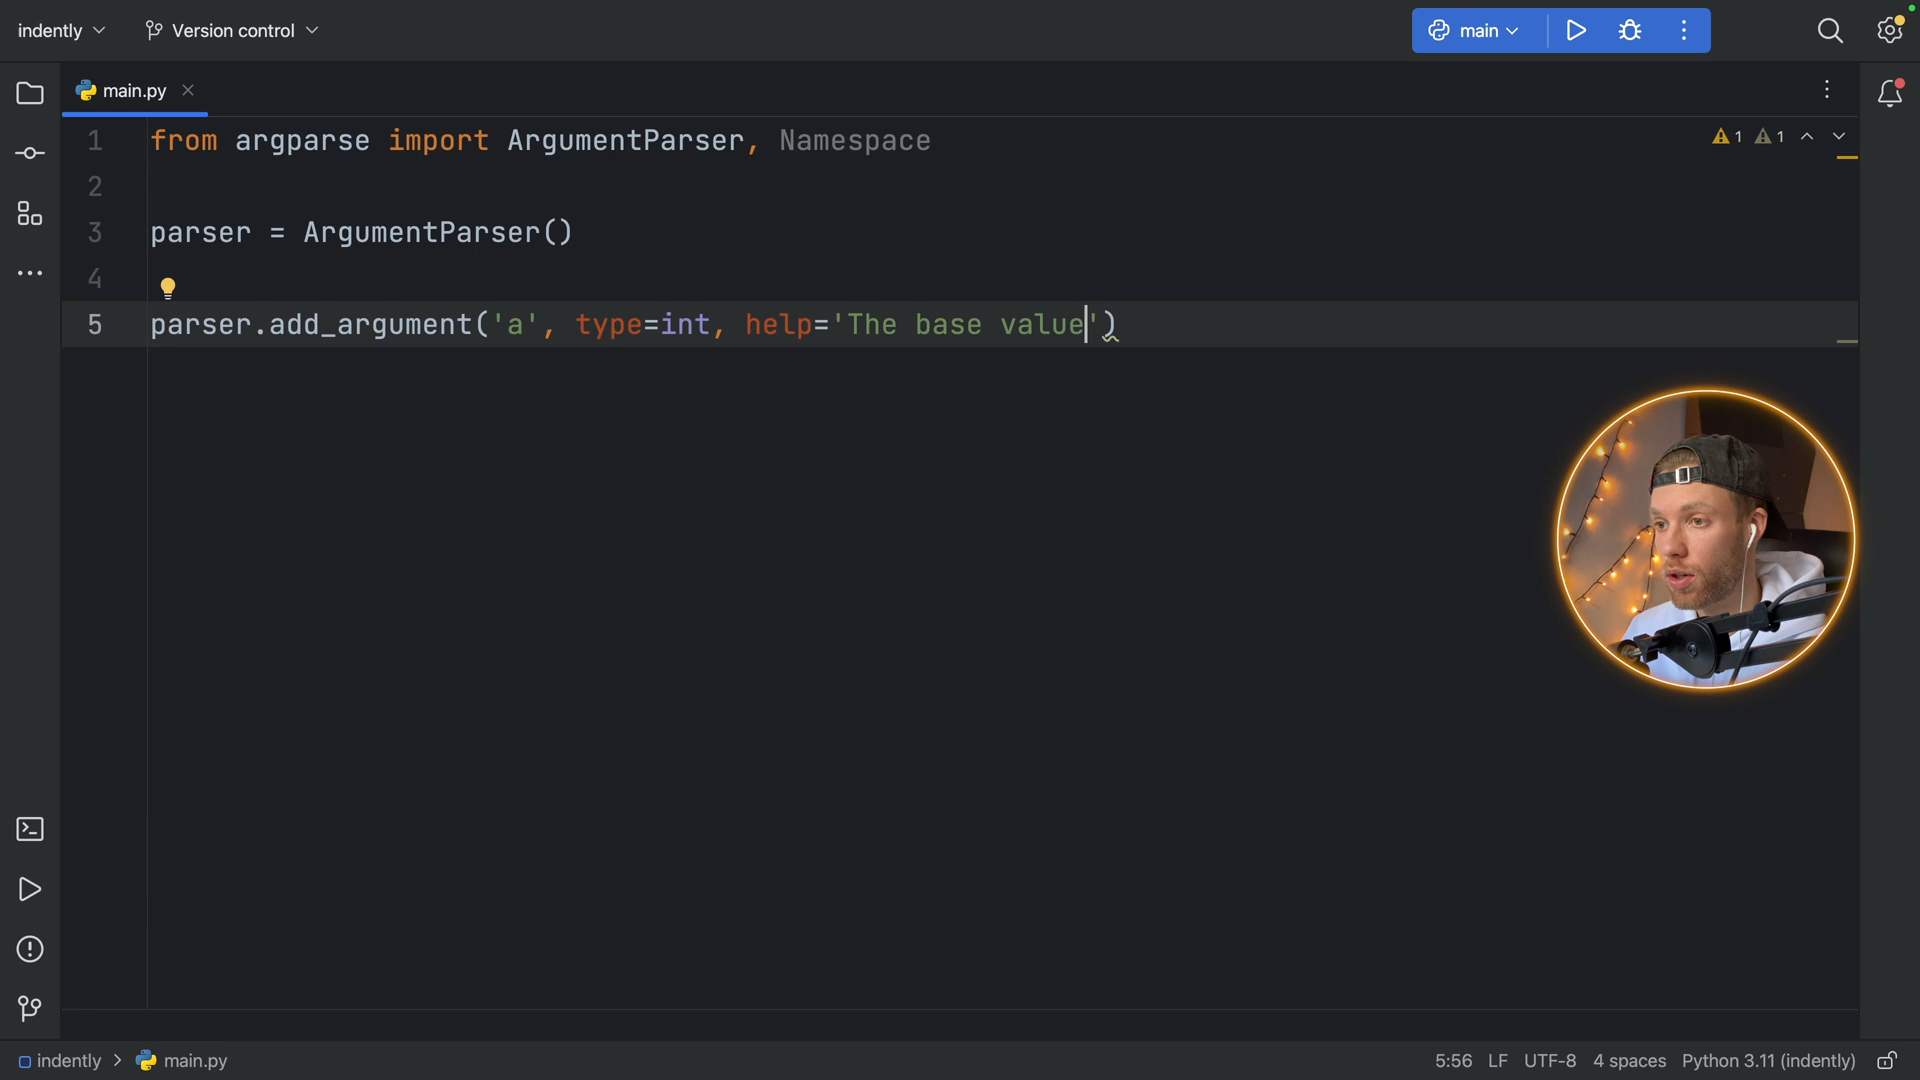 indently
Version control
main
main.py
1 from argparse import ArgumentParser, Namespace
1 1
2
3 parser = ArgumentParser()
4
5 parser.add_argument('a', type=int, help='The base value')
indently > main.py
5:56 LF UTF-8 4 spaces Python 3.11 (indently)